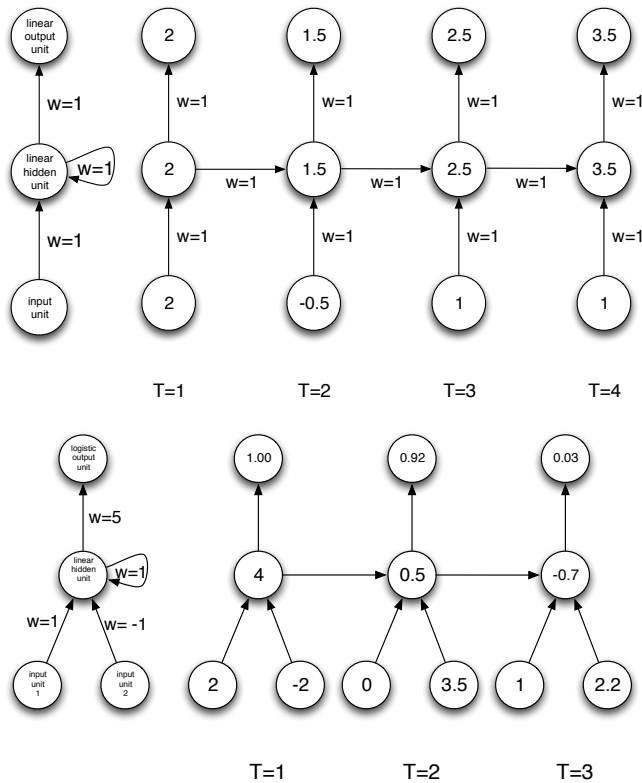 linear
output
unit
2
1.5
2.5
3.5
w=1
w=1
w=1
w=1
w=1
linear
hidden
unit
w=1
2
1.5
2.5
3.5
w=1
w=1
w=1
w=1
w=1
w=1
w=1
w=1
input
unit
2
-0.5
1
1
T=1
T=2
T=3
T=4
logistic
output
unit
1.00
0.92
0.03
w=5
linear
hidden
unit
w=1
4
0.5
-0.7
w=1
w= -1
input
unit
1
input
unit
2
2
-2
0
3.5
1
2.2
T=1
T=2
T=3